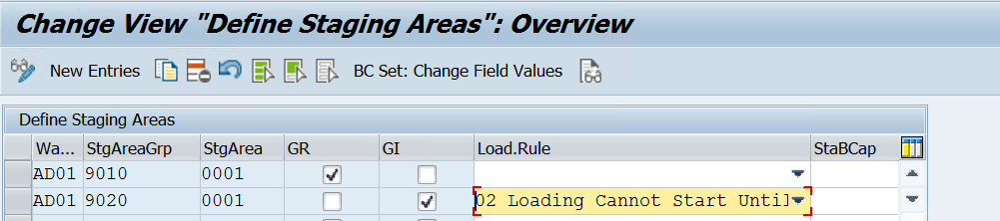 Change View "Define Staging Areas": Overview
New Entries BC Set: Change Field Values
Define Staging Areas
Wa... StgAreaGrp StgArea GR GI Load.Rule StaBCap
AD01 9010 0001
AD01 9020 0001 02 Loading Cannot Start Until